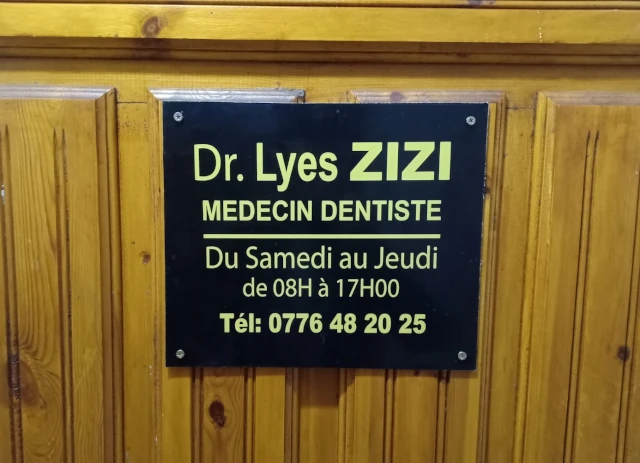 Dr. Lyes ZIZI
MEDECIN DENTISTE
Du Samedi au Jeudi
de 08H à 17H00
Tél: 0776 48 20 25